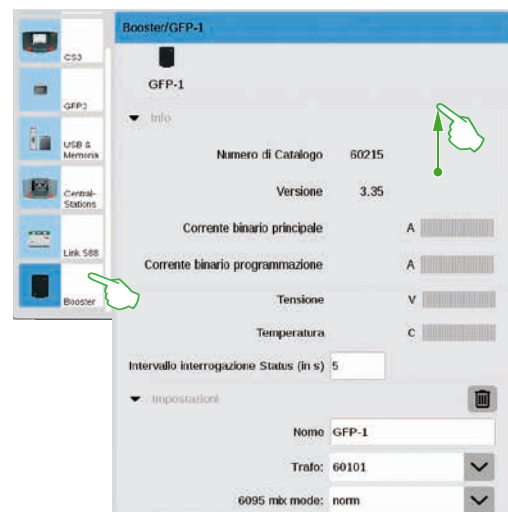 Booster/GFP-1
GFP-1
Info
Numero di Catalogo 60215
Versione 3.35
Corrente binario principale A
Corrente binario programmazione A
Tensione V
Temperatura C
Intervallo interrogazione Status (in s) 5
Impostazioni
Nome GFP-1
Trafo: 60101
6095 mix mode: norm
CS3
GFP3
USB &
Memoria
Central-
Stations
Link S88
Booster